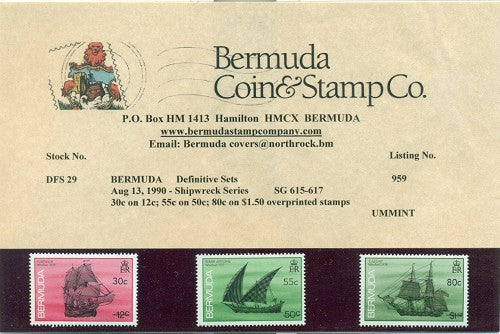 Bermuda
Coin & Stamp Co.
P.O. Box HM 1413 Hamilton HMCX BERMUDA
www.bermudastampcompany.com
Email: Bermuda covers@northrock.bm
Stock No. Listing No.
DFS 29 BERMUDA Definitive Sets 959
Aug 13, 1990 - Shipwreck Series SG 615-617
30c on 12c; 55c on 50c; 80c on $1.50 overprinted stamps
UMMINT
BERMUDA
30c
12c
BERMUDA
55c
50c
BERMUDA
80c